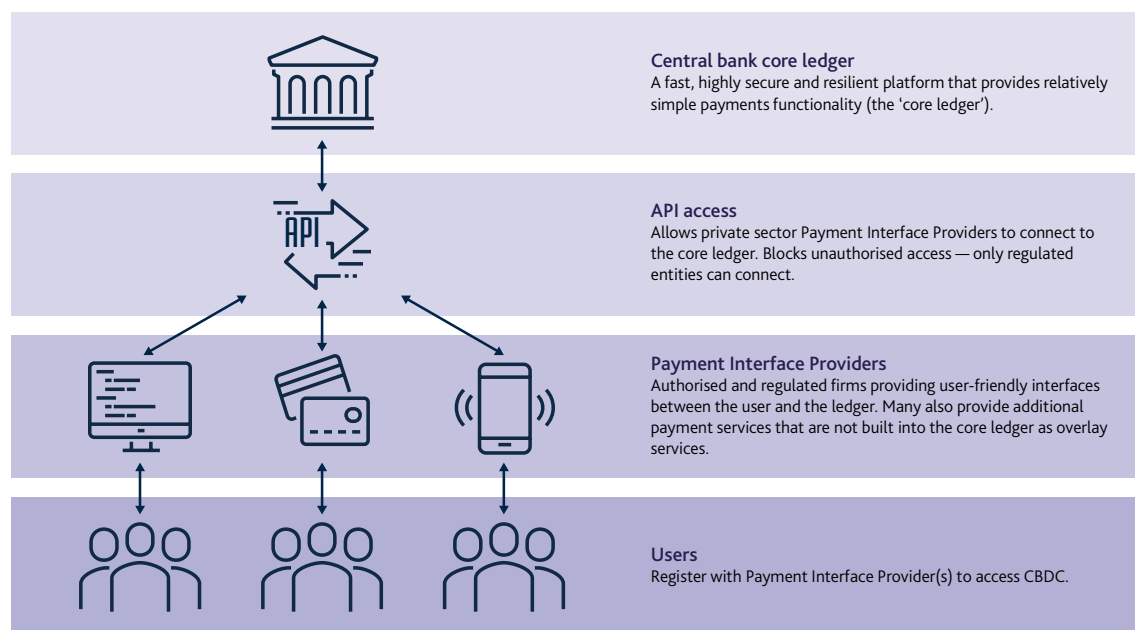 Central bank core ledger
A fast, highly secure and resilient platform that provides relatively
simple payments functionality (the ‘core ledger’).
API
API access
Allows private sector Payment Interface Providers to connect to
the core ledger. Blocks unauthorised access — only regulated
entities can connect.
Payment Interface Providers
Authorised and regulated firms providing user-friendly interfaces
between the user and the ledger. Many also provide additional
payment services that are not built into the core ledger as overlay
services.
Users
Register with Payment Interface Provider(s) to access CBDC.